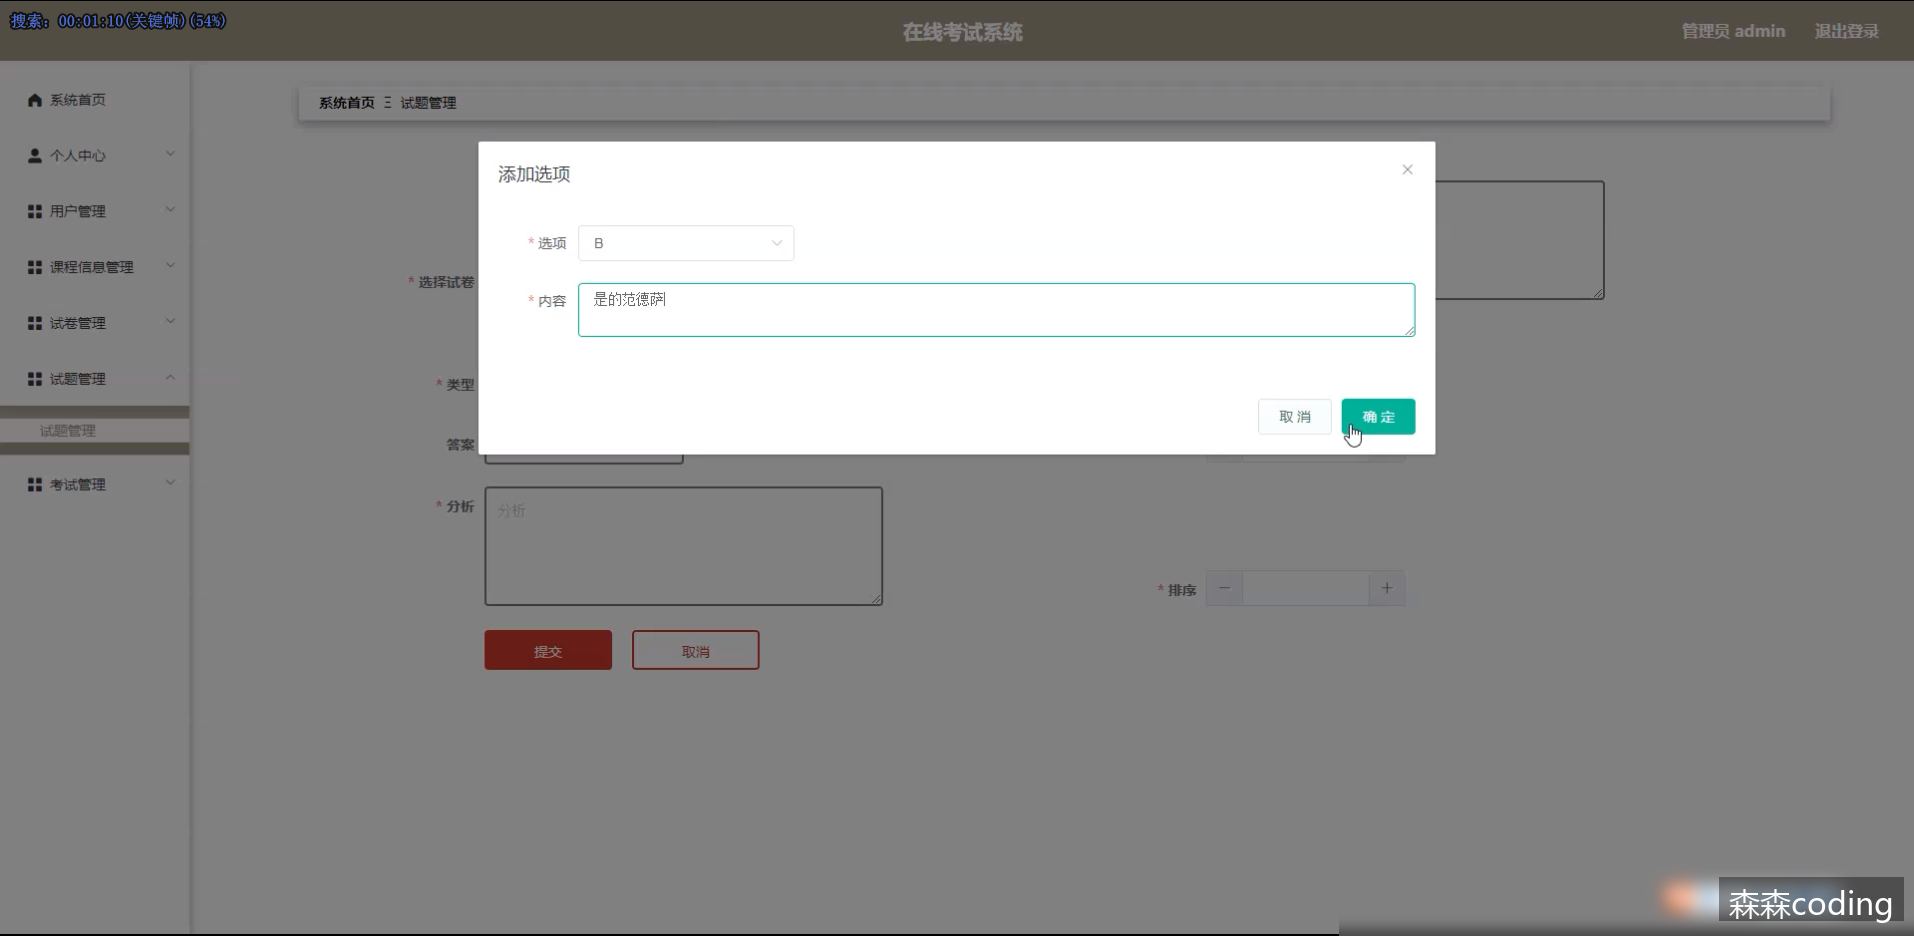 搜索: 00:01:10(关键帧)(54%)
在线考试系统
管理员 admin
退出登录
系统首页
个人中心
用户管理
课程信息管理
试卷管理
试题管理
试题管理
考试管理
系统首页 Ξ 试题管理
添加选项
* 选项 B
* 内容 是的范德萨
取 消
确 定
* 选择试卷
* 类型
答案
* 分析 分析
* 排序
提交
取消
森森coding